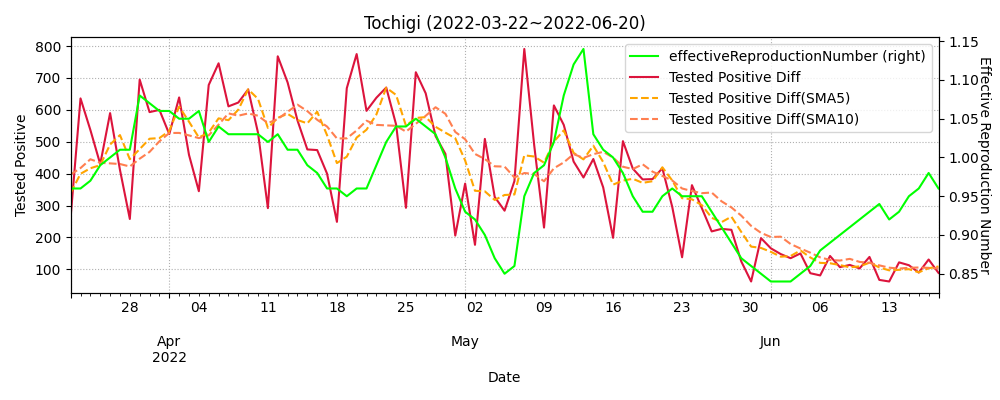 Tochigi (2022-03-22~2022-06-20)
effectiveReproductionNumber (right)
Tested Positive Diff
Tested Positive Diff(SMA5)
Tested Positive Diff(SMA10)
Tested Positive
800
700
600
500
400
300
200
100
1.15
1.10
1.05
1.00
0.95
0.90
0.85
Effective Reproduction Number
28 04 11 18 25 02 09 16 23 30 06 13
Apr May Jun
2022
Date